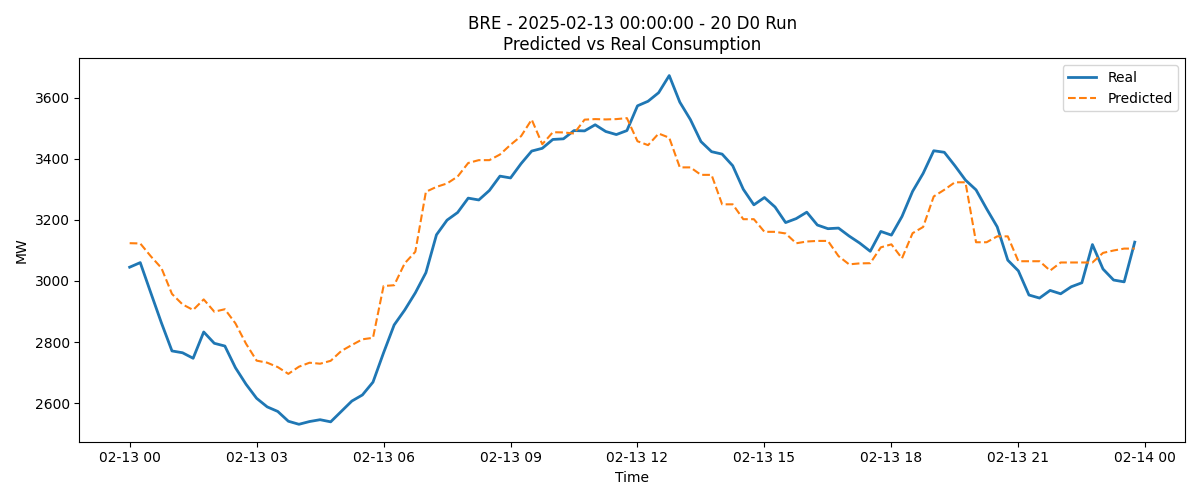 BRE - 2025-02-13 00:00:00 - 20 D0 Run
Predicted vs Real Consumption
Real
Predicted
MW
3600
3400
3200
3000
2800
2600
02-13 00
02-13 03
02-13 06
02-13 09
02-13 12
02-13 15
02-13 18
02-13 21
02-14 00
Time